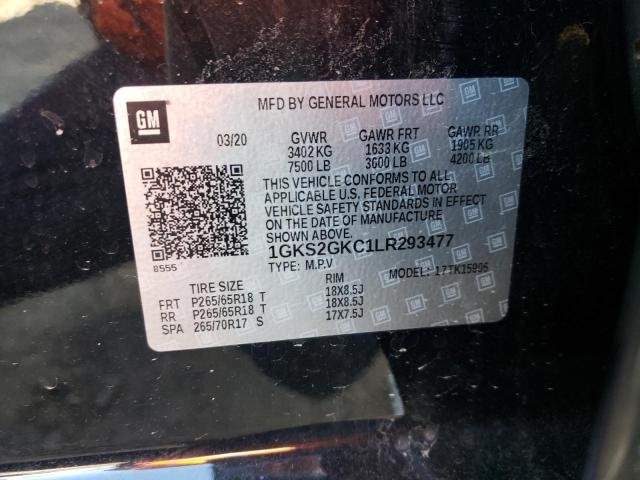 GM
MFD BY GENERAL MOTORS LLC
03/20 GVWR GAWR FRT GAWR RR
3402 KG 1633 KG 1905 KG
7500 LB 3600 LB 4200 LB
THIS VEHICLE CONFORMS TO ALL
APPLICABLE U.S. FEDERAL MOTOR
VEHICLE SAFETY STANDARDS IN
EFFECT ON THE DATE OF MANUFACTURE
SHOWN ABOVE.
1GKS2GKC1LR293477
8555
TYPE: M.P.V MODEL: 1ZTK15906
TIRE SIZE RIM
FRT P265/65R18 T 18X8.5J
RR P265/65R18 T 18X8.5J
SPA 265/70R17 S 17X7.5J